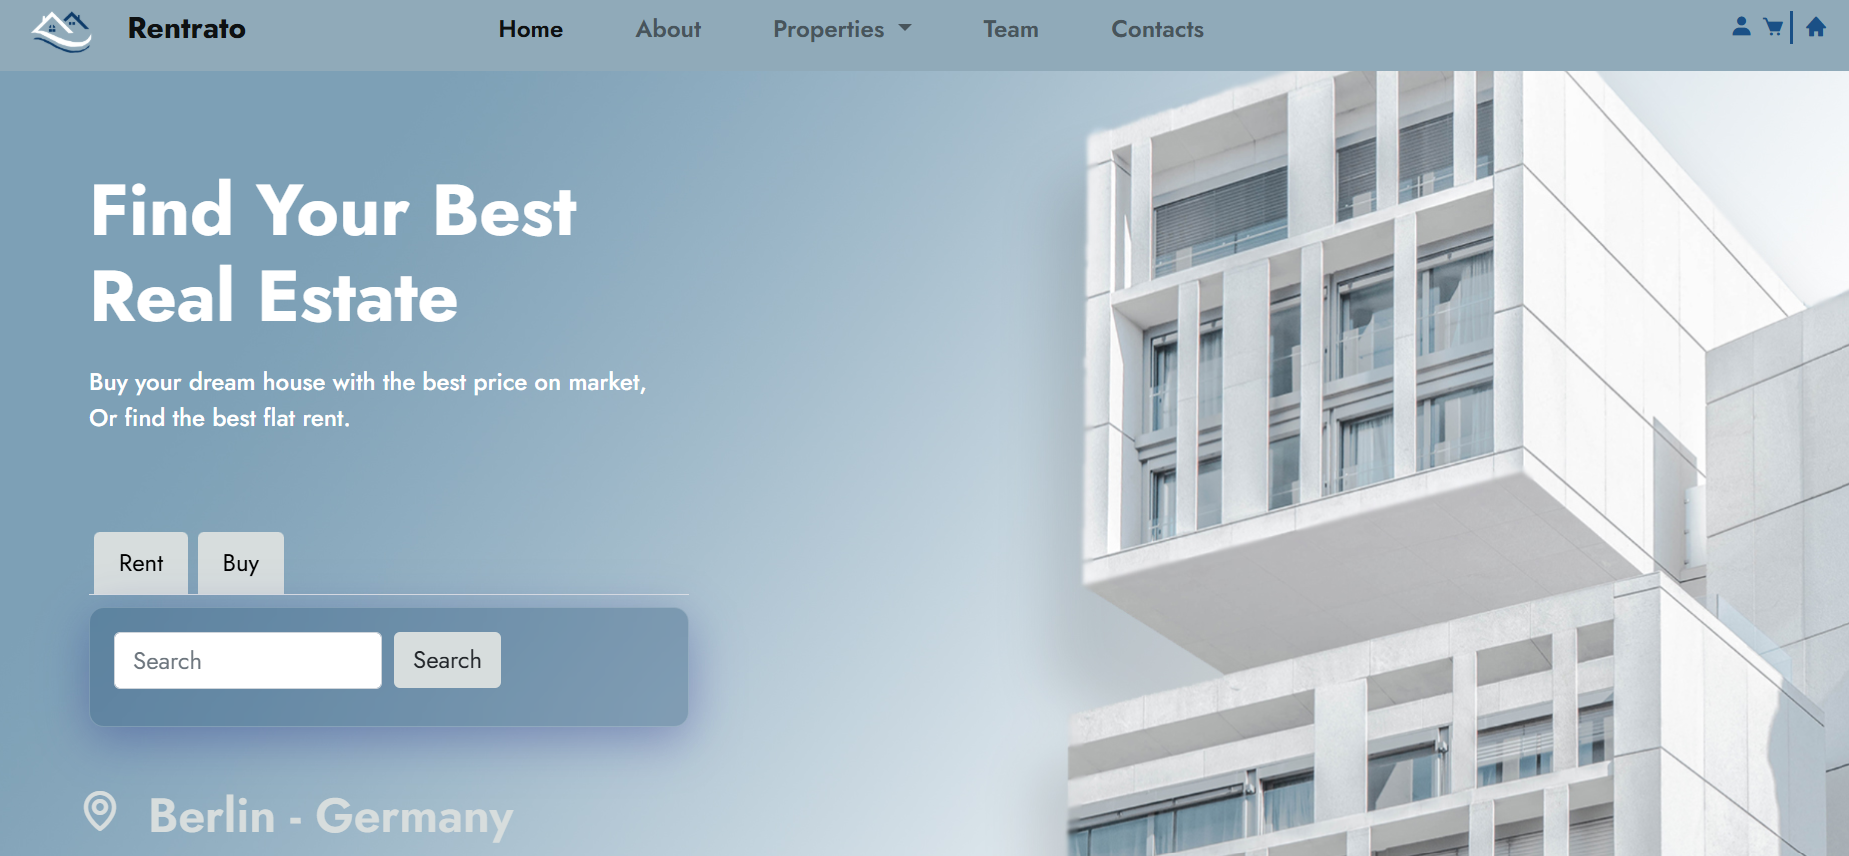 Rentrato
Home
About
Properties
Team
Contacts
Find Your Best
Real Estate
Buy your dream house with the best price on market,
Or find the best flat rent.
Rent
Buy
Search
Search
Berlin - Germany